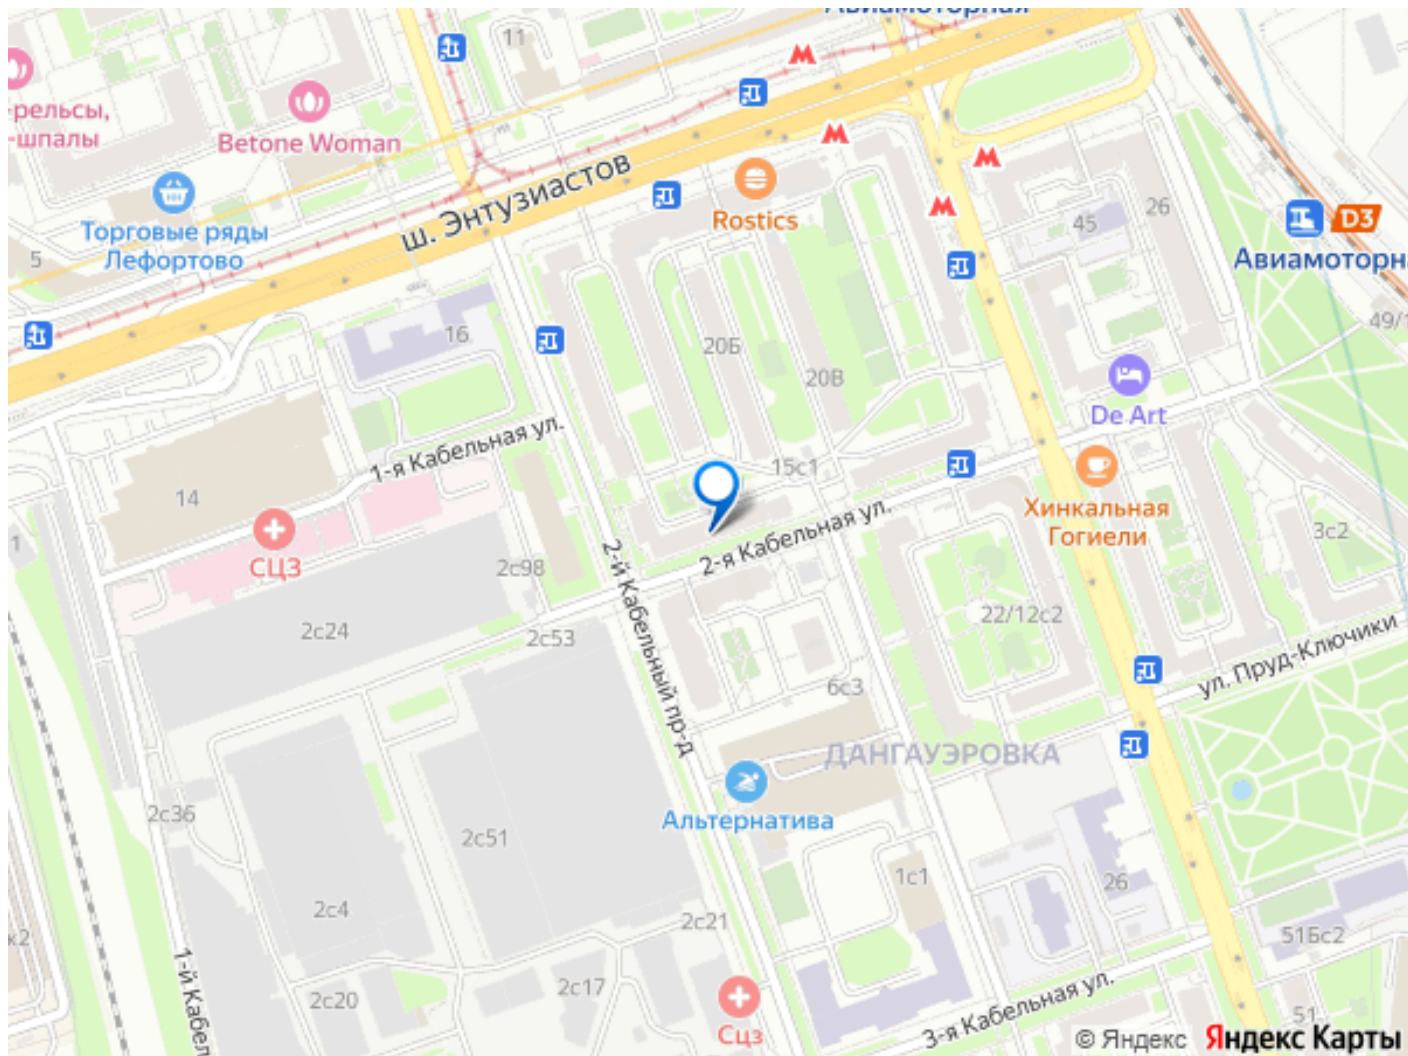 Авиамоторная
11
-рельсы,
-шпалы
Betone Woman
Торговые ряды
Лефортово
5
ш. Энтузиастов
Rostics
45
26
D3
Авиамоторна
49/1
16
20Б
20В
De Art
1-я Кабельная ул.
14
15с1
СЦЗ
2-я Кабельная ул.
Хинкальная
Гогиели
3с2
1
2с98
2с24
2с53
2-й Кабельный пр-д
22/12с2
ул. Пруд-Ключики
6с3
ДАНГАУЭРОВКА
Альтернатива
2с36
2с51
1с1
26
2с4
2с21
к2
51Бс2
1-й Кабел
2с20
2с17
Сцз
3-я Кабельная ул.
51
© Яндекс Яндекс Карты